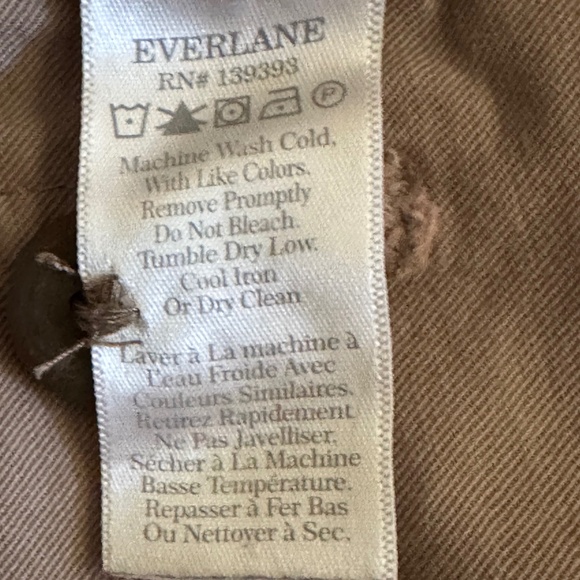 EVERLANE
RN# 139393
P
Machine Wash Cold,
With Like Colors.
Remove Promptly
Do Not Bleach.
Tumble Dry Low.
Cool Iron
Or Dry Clean
Laver à La machine à
L'eau Froide Avec
Couleurs Similaires.
Retirez Rapidement
Ne Pas Javelliser.
Sécher à La Machine
Basse Température.
Repasser à Fer Bas
Ou Nettoyer à Sec.